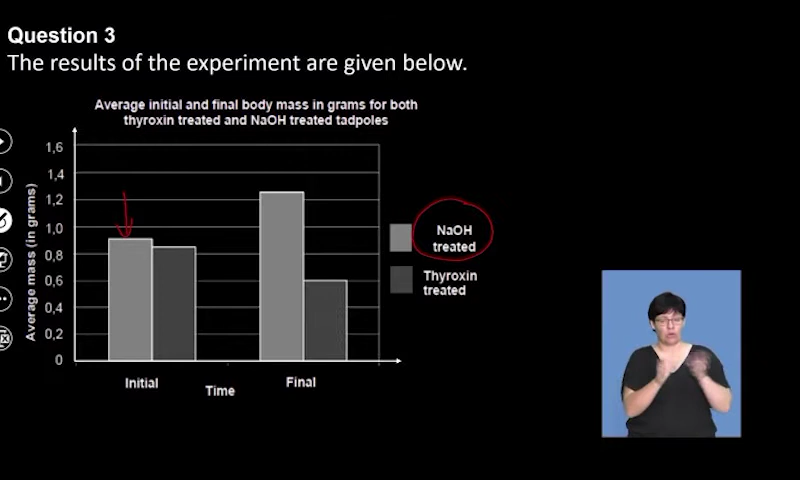 Question 3
The results of the experiment are given below.
Average initial and final body mass in grams for both
thyroxin treated and NaOH treated tadpoles
Average mass (in grams)
1,6
1,4
1,2
1,0
0,8
0,6
0,4
0,2
0
Initial
Time
Final
NaOH
treated
Thyroxin
treated